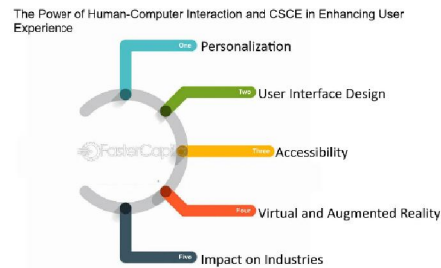 The Power of Human-Computer Interaction and CSCE in Enhancing User
Experience
One Personalization
Two User Interface Design
FasterCapital
Three Accessibility
Four Virtual and Augmented Reality
Five Impact on Industries